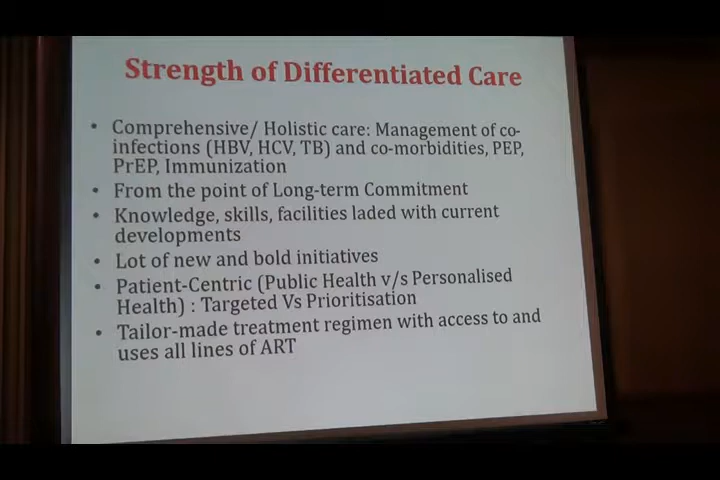 Strength of Differentiated Care
• Comprehensive/ Holistic care: Management of co-
infections (HBV, HCV, TB) and co-morbidities, PEP,
PrEP, Immunization
• From the point of Long-term Commitment
• Knowledge, skills, facilities laded with current
developments
• Lot of new and bold initiatives
• Patient-Centric (Public Health v/s Personalised
Health) : Targeted Vs Prioritisation
• Tailor-made treatment regimen with access to and
uses all lines of ART